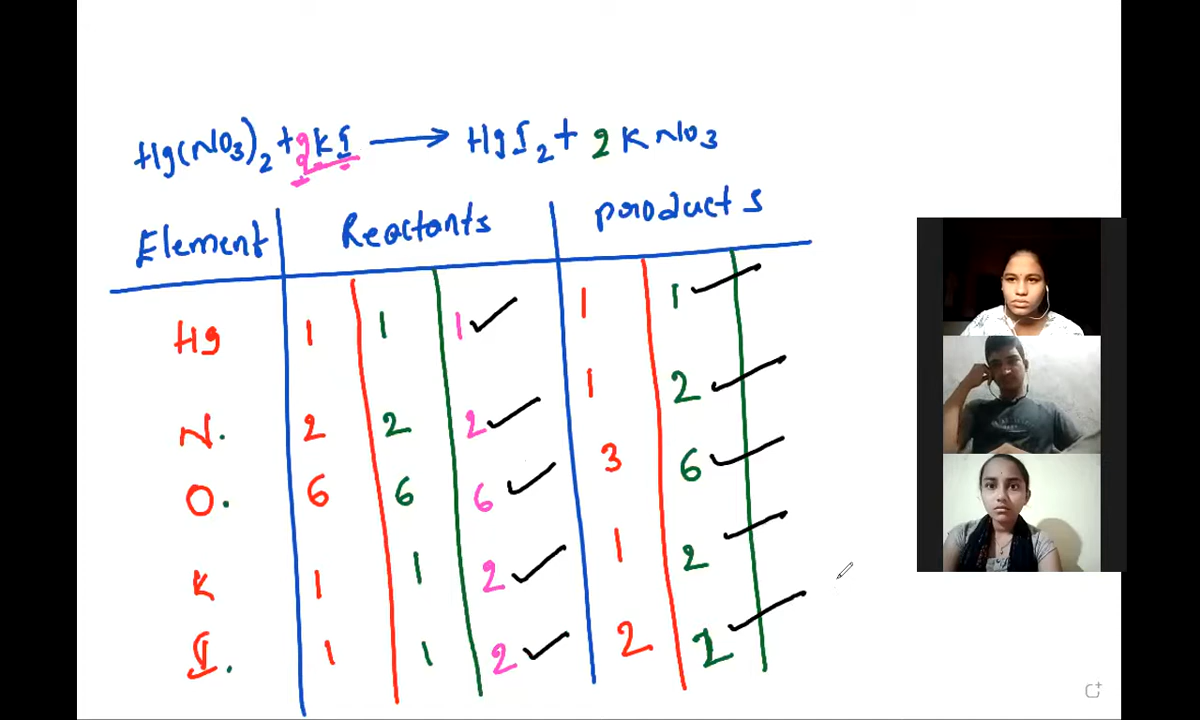 Hg(NO3)2 + 2KI → HgI2 + 2KNO3
Element Reactants products
Hg 1 1 1 ✓ 1 1 ✓
N. 2 2 2 ✓ 1 2 ✓
O. 6 6 6 ✓ 3 6 ✓
K 1 1 2 ✓ 1 2 ✓
I. 1 1 2 ✓ 2 2 ✓